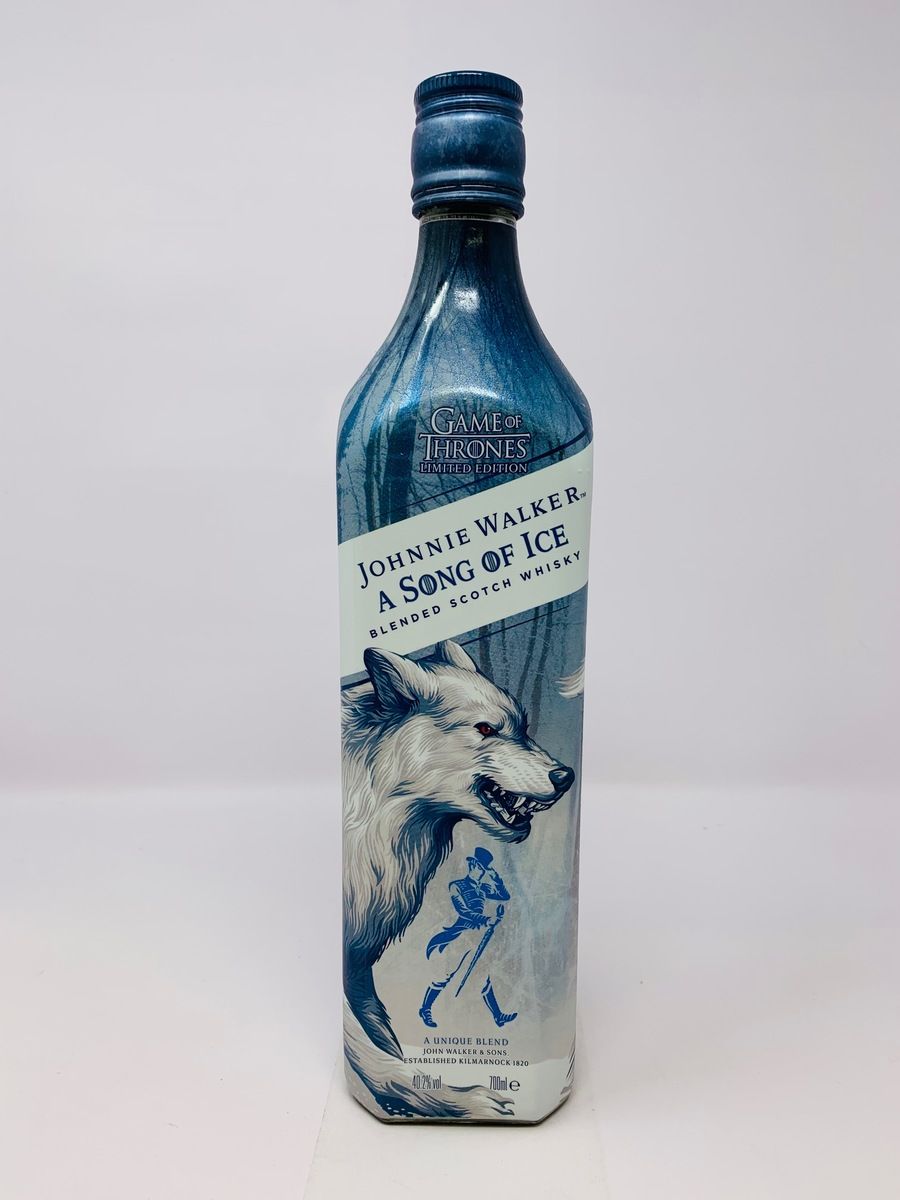 GAME OF
THRONES
LIMITED EDITION
JOHNNIE WALKER™
A SONG OF ICE
BLENDED SCOTCH WHISKY
A UNIQUE BLEND
JOHN WALKER & SONS
ESTABLISHED KILMARNOCK 1820
40.2% vol 700ml ℮